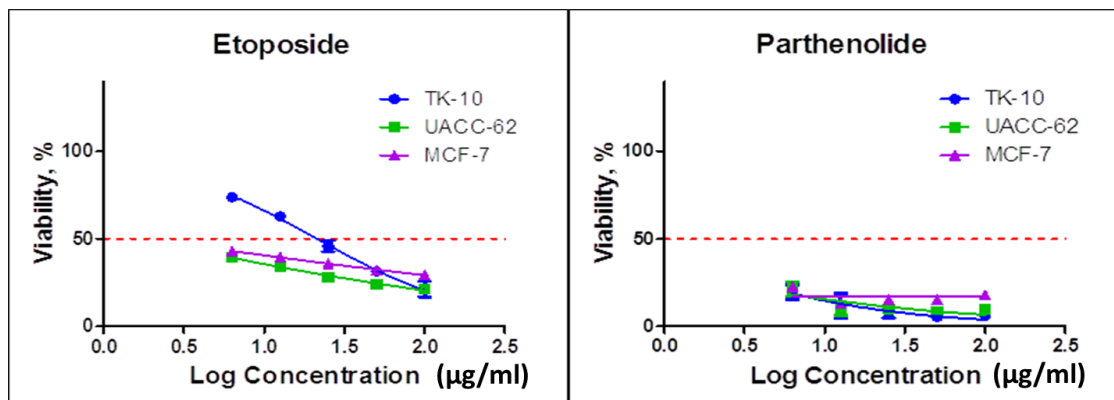 Etoposide
TK-10
UACC-62
MCF-7
Viability, %
100
50
0
0.0 0.5 1.0 1.5 2.0 2.5
Log Concentration (µg/ml)
Parthenolide
TK-10
UACC-62
MCF-7
Viability, %
100
50
0
0.0 0.5 1.0 1.5 2.0 2.5
Log Concentration (µg/ml)